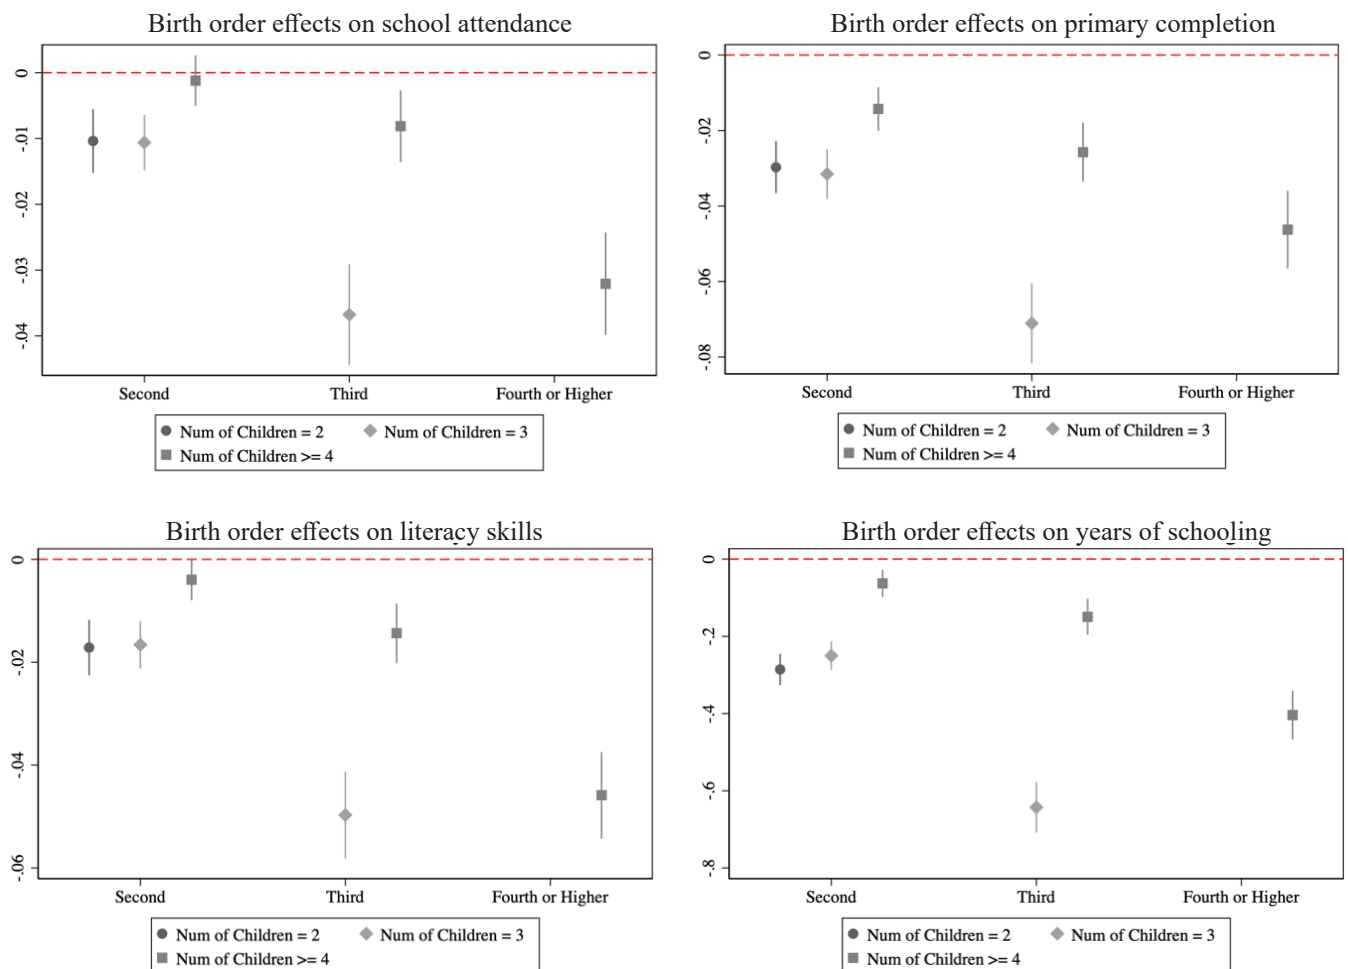 Birth order effects on school attendance
0
-.01
-.02
-.03
-.04
Second Third Fourth or Higher
Num of Children = 2 Num of Children = 3
Num of Children >= 4
Birth order effects on primary completion
0
-.02
-.04
-.06
-.08
Second Third Fourth or Higher
Num of Children = 2 Num of Children = 3
Num of Children >= 4
Birth order effects on literacy skills
0
-.02
-.04
-.06
Second Third Fourth or Higher
Num of Children = 2 Num of Children = 3
Num of Children >= 4
Birth order effects on years of schooling
0
-.2
-.4
-.6
-.8
Second Third Fourth or Higher
Num of Children = 2 Num of Children = 3
Num of Children >= 4